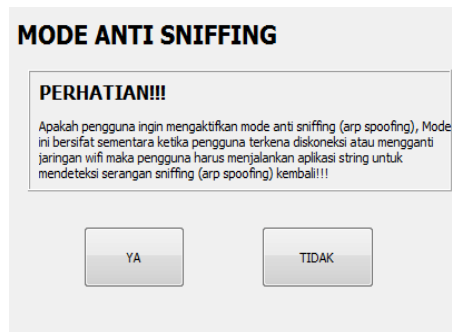 MODE ANTI SNIFFING
PERHATIAN!!!
Apakah pengguna ingin mengaktifkan mode anti sniffing (arp spoofing), Mode
ini bersifat sementara ketika pengguna terkena diskoneksi atau mengganti
jaringan wifi maka pengguna harus menjalankan aplikasi string untuk
mendeteksi serangan sniffing (arp spoofing) kembali!!!
YA
TIDAK